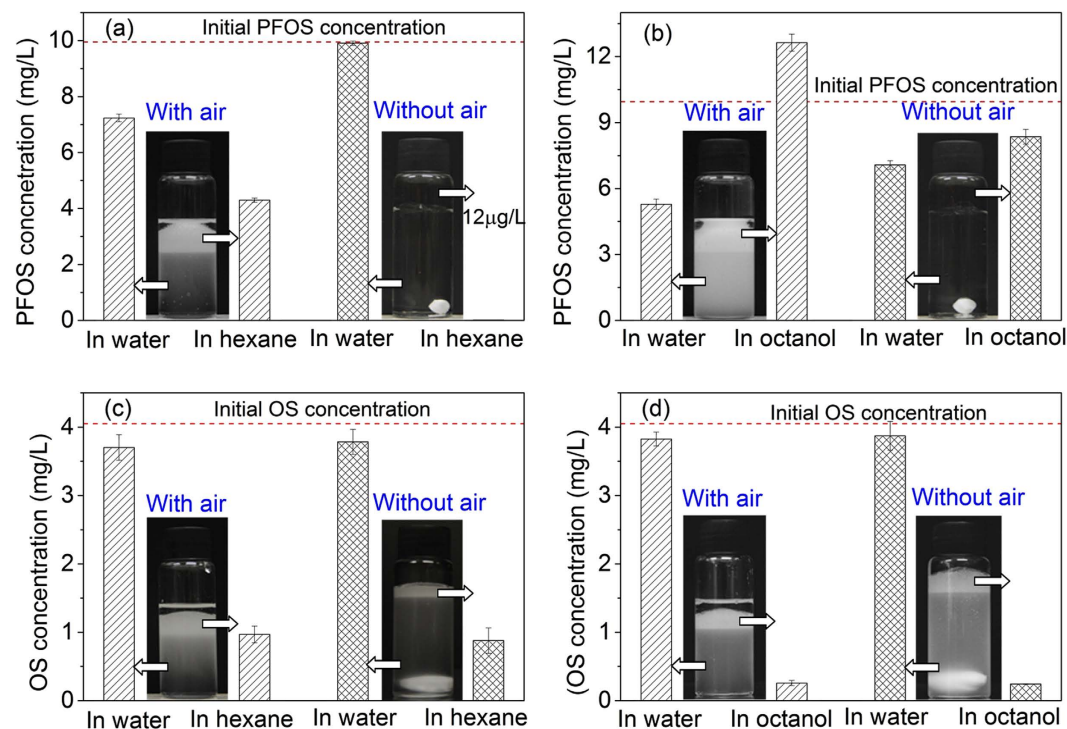 (a)
Initial PFOS concentration
PFOS concnetration (mg/L)
10
8
6
4
2
0
With air
Without air
12μg/L
In water
In hexane
In water
In hexane
(b)
Initial PFOS concentration
PFOS concentration (mg/L)
12
9
6
3
0
With air
Without air
In water
In octanol
In water
In octanol
(c)
Initial OS concentration
OS concentration (mg/L)
4
3
2
1
0
With air
Without air
In water
In hexane
In water
In hexane
(d)
Initial OS concentration
(OS concentration (mg/L)
4
3
2
1
0
With air
Without air
In water
In octanol
In water
In octanol